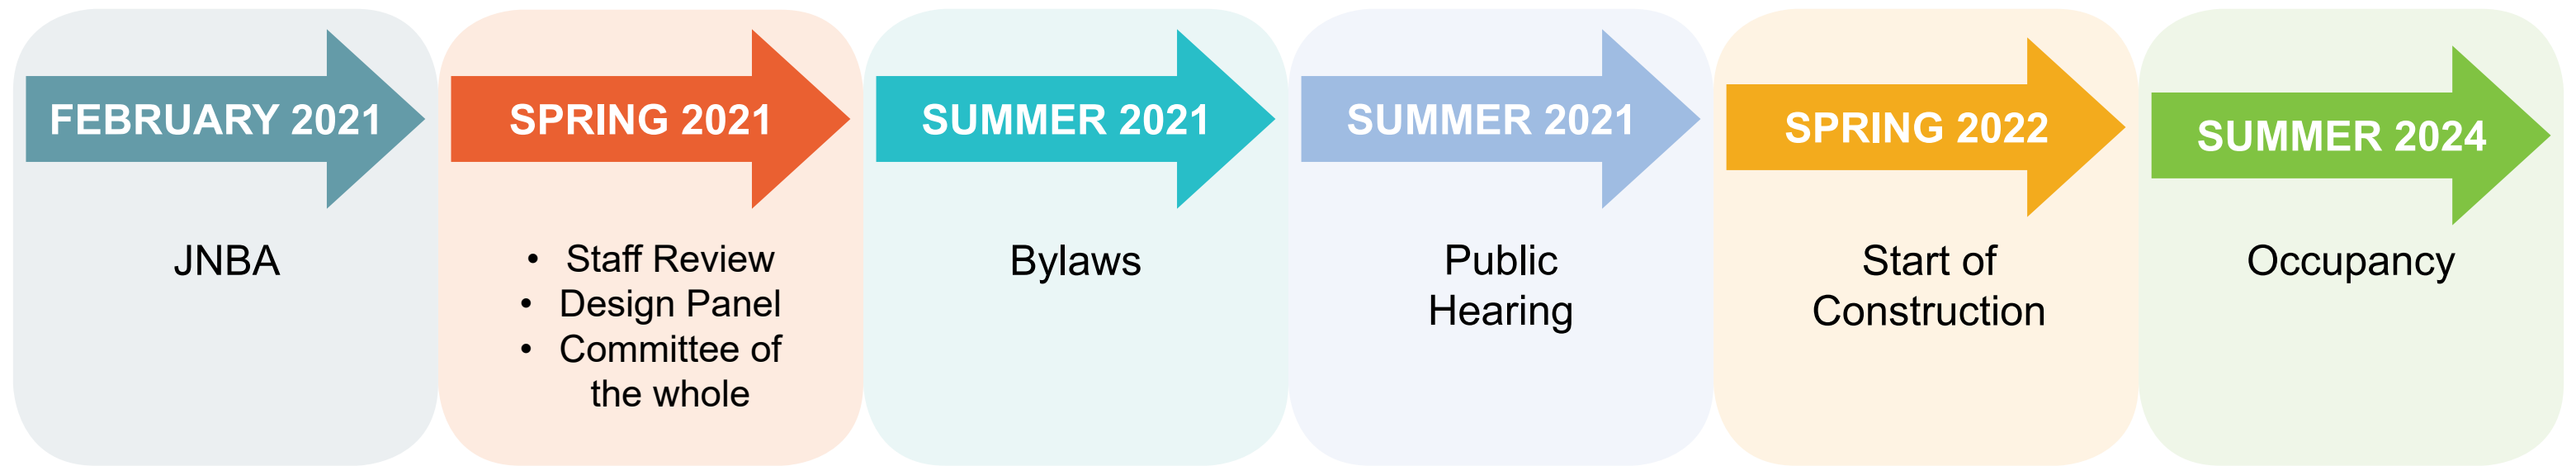 FEBRUARY 2021
JNBA
SPRING 2021
• Staff Review
• Design Panel
• Committee of
the whole
SUMMER 2021
Bylaws
SUMMER 2021
Public
Hearing
SPRING 2022
Start of
Construction
SUMMER 2024
Occupancy